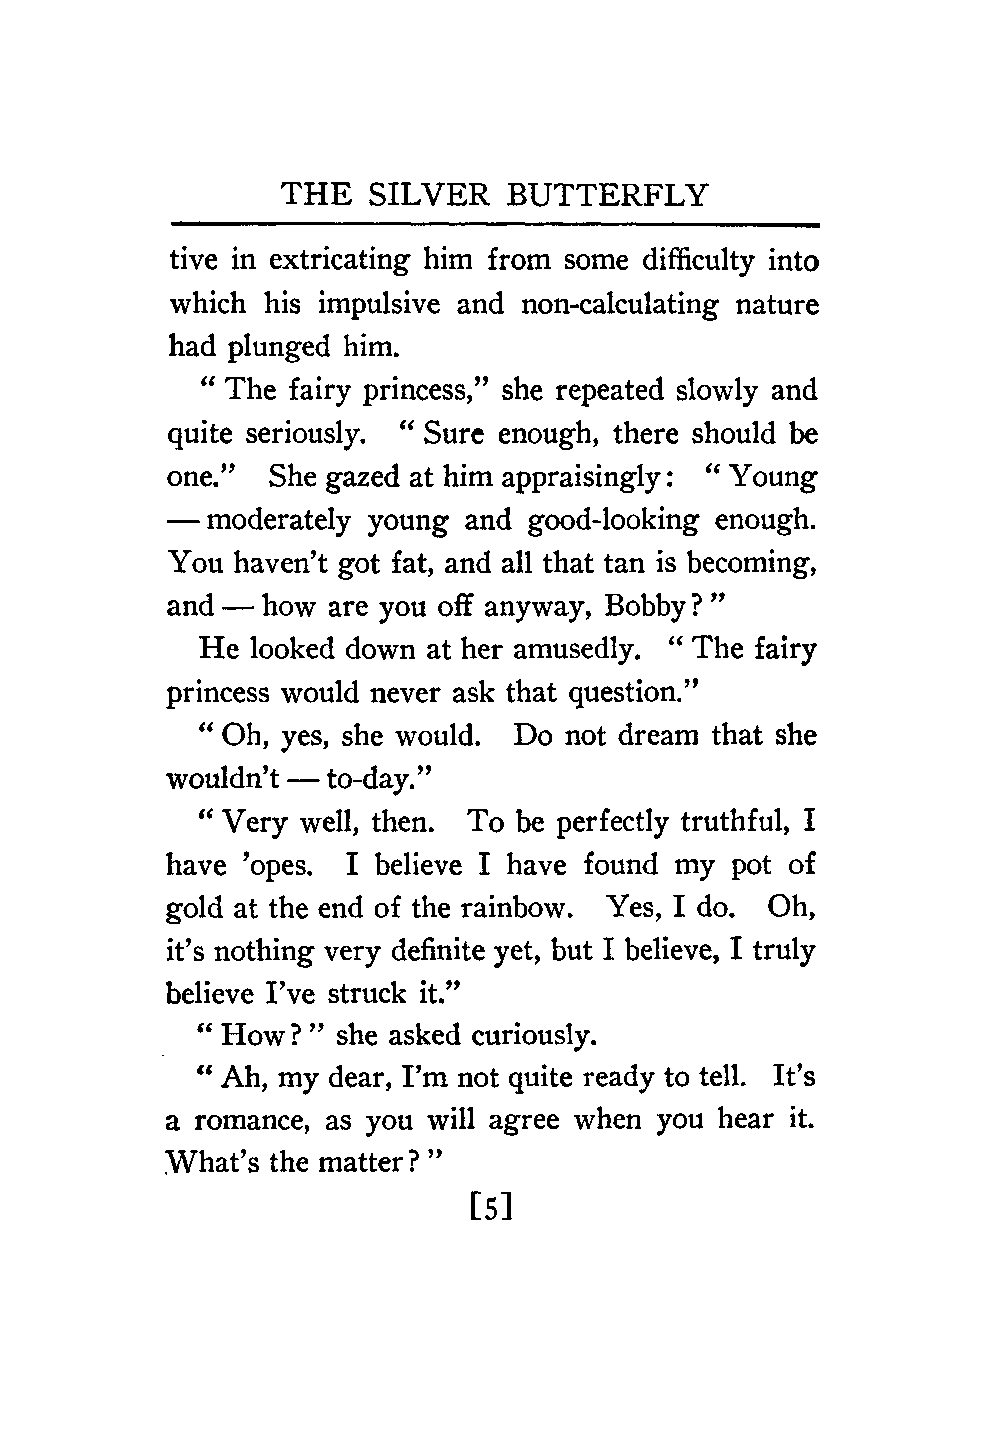 THE SILVER BUTTERFLY
tive in extricating him from some difficulty into
which his impulsive and non-calculating nature
had plunged him.
“ The fairy princess,” she repeated slowly and
quite seriously. “ Sure enough, there should be
one.” She gazed at him appraisingly: “ Young
— moderately young and good-looking enough.
You haven’t got fat, and all that tan is becoming,
and — how are you off anyway, Bobby? ”
He looked down at her amusedly. “ The fairy
princess would never ask that question.”
“ Oh, yes, she would. Do not dream that she
wouldn’t — to-day.”
“ Very well, then. To be perfectly truthful, I
have ’opes. I believe I have found my pot of
gold at the end of the rainbow. Yes, I do. Oh,
it’s nothing very definite yet, but I believe, I truly
believe I’ve struck it.”
“ How? ” she asked curiously.
“ Ah, my dear, I’m not quite ready to tell. It’s
a romance, as you will agree when you hear it.
What’s the matter? ”
[5]